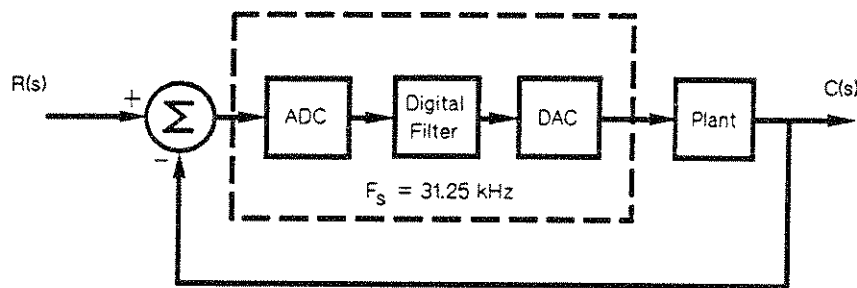 R(s)
+
Σ
−
ADC
Digital
Filter
DAC
Plant
C(s)
F_S = 31.25 kHz